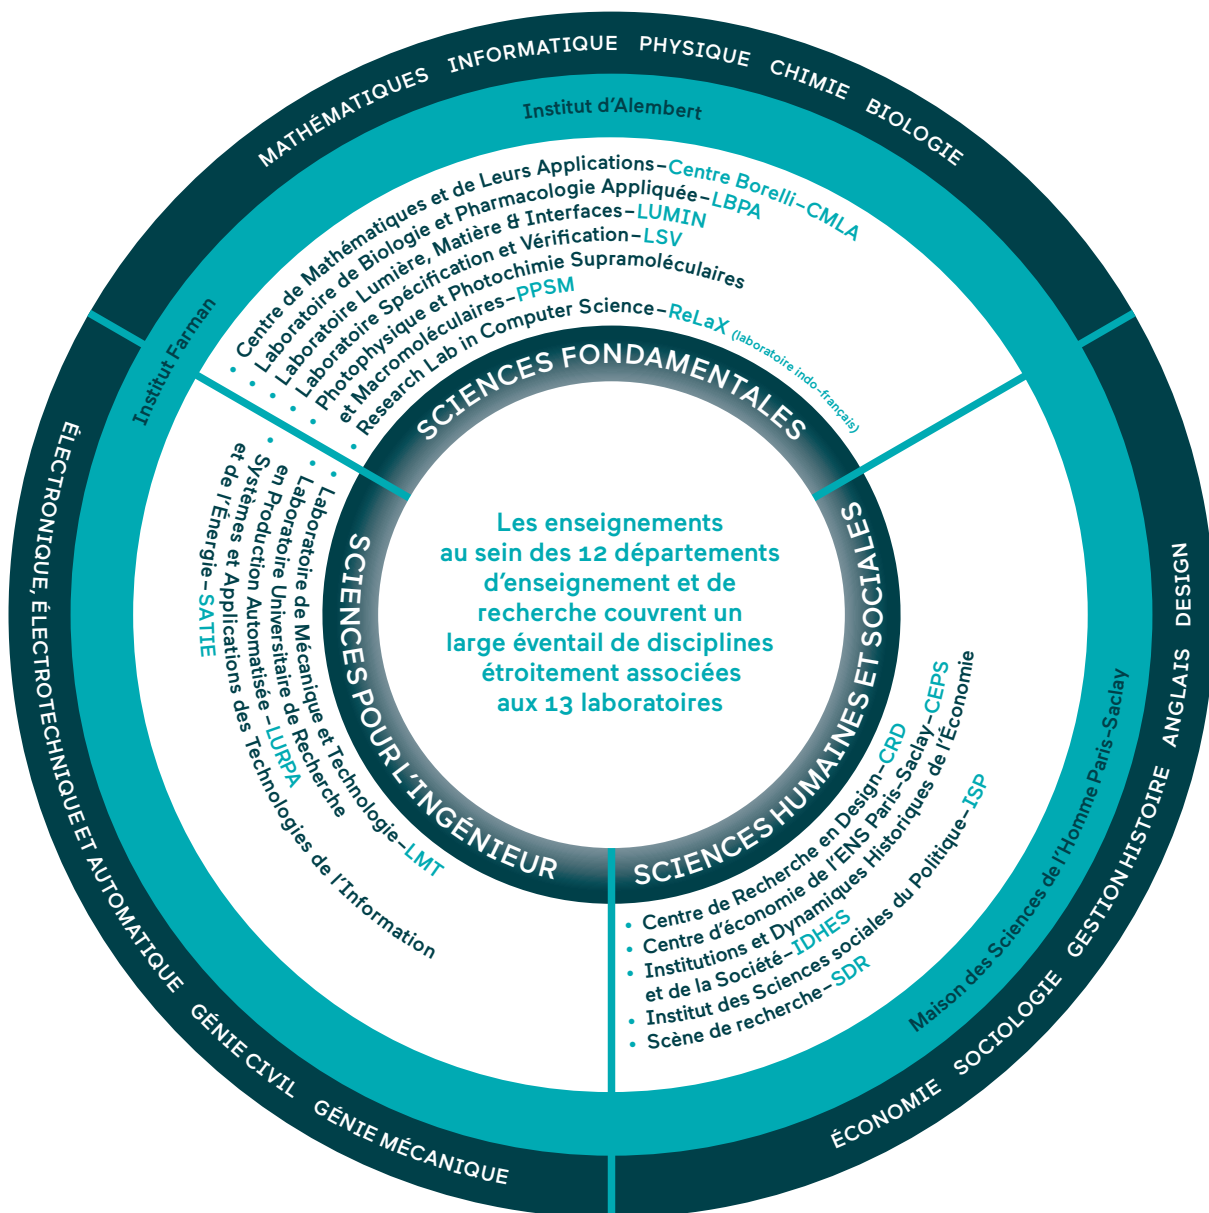 MATHÉMATIQUES INFORMATIQUE PHYSIQUE CHIMIE BIOLOGIE
Institut d'Alembert
Institut Farman
• Centre de Mathématiques et de Leurs Applications–Centre Borelli–CMLA
• Laboratoire de Biologie et Pharmacologie Appliquée–LBPA
• Laboratoire Lumière, Matière & Interfaces–LUMIN
• Laboratoire Spécification et Vérification–LSV
• Photophysique et Photochimie Supramoléculaires
et Macromoléculaires–PPSM
• Research Lab in Computer Science–ReLaX (laboratoire indo-français)
SCIENCES FONDAMENTALES
Les enseignements
au sein des 12 départements
d'enseignement et de
recherche couvrent un
large éventail de disciplines
étroitement associées
aux 13 laboratoires
SCIENCES HUMAINES ET SOCIALES
• Centre de Recherche en Design–CRD
• Centre d'économie de l'ENS Paris-Saclay–CEPS
• Institutions et Dynamiques Historiques de l'Économie
et de la Société–IDHES
• Institut des Sciences sociales du Politique–ISP
• Scène de recherche–SDR
Maison des Sciences de l'Homme Paris-Saclay
ÉCONOMIE SOCIOLOGIE GESTION HISTOIRE ANGLAIS DESIGN
SCIENCES POUR L'INGÉNIEUR
• Laboratoire de Mécanique et Technologie–LMT
• Laboratoire Universitaire de Recherche
en Production Automatisée –LURPA
• Systèmes et Applications des Technologies de l'Information
et de l'Énergie–SATIE
ÉLECTRONIQUE, ÉLECTROTECHNIQUE ET AUTOMATIQUE GÉNIE CIVIL GÉNIE MÉCANIQUE